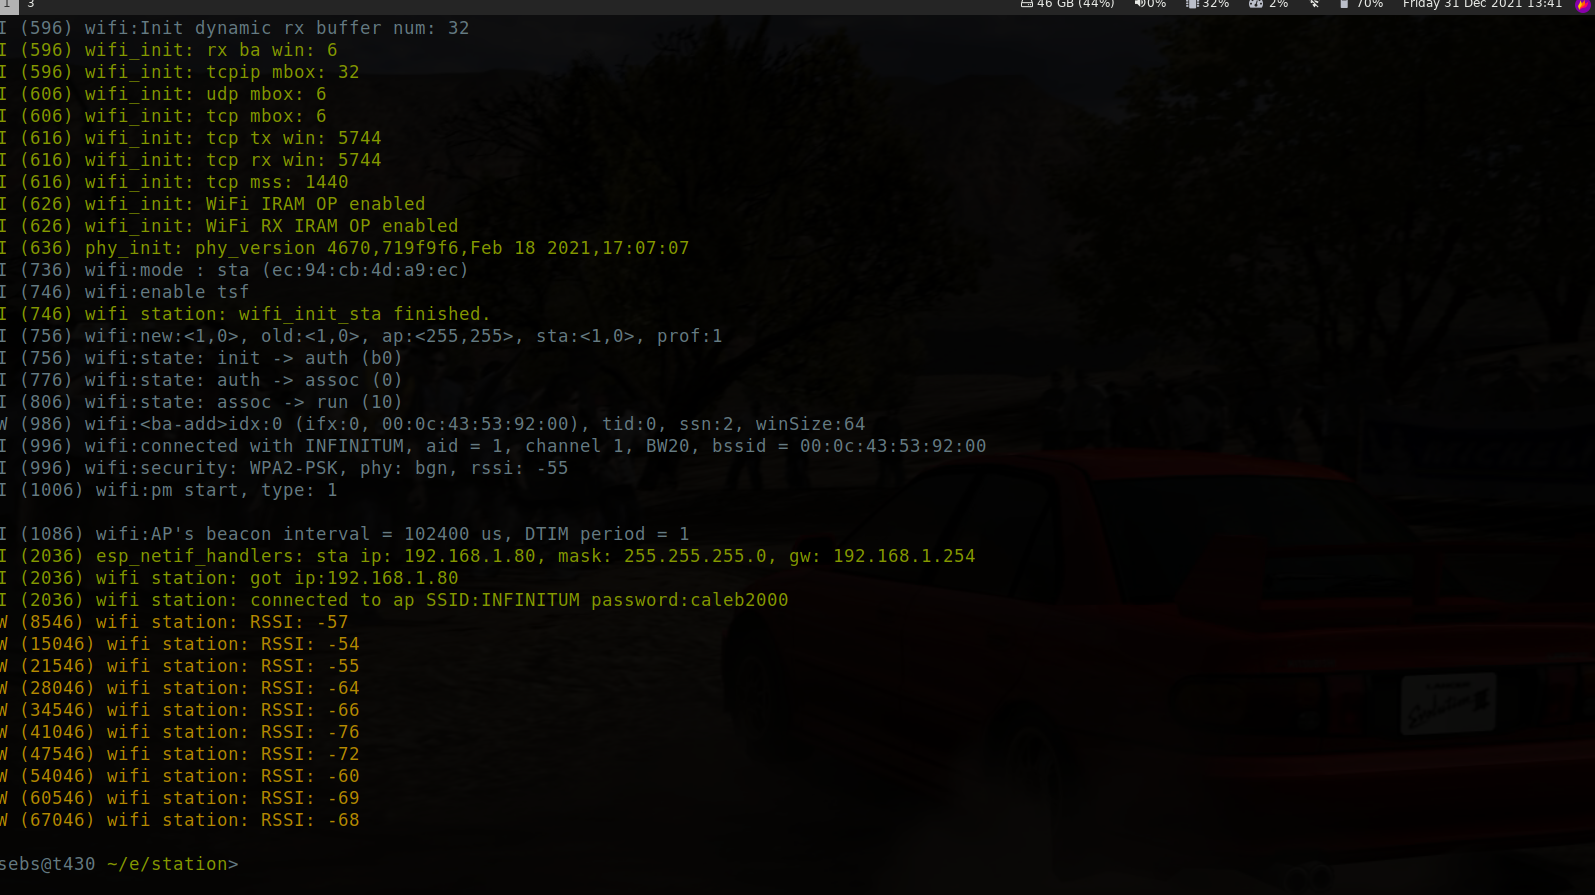 1 3 46 GB (44%) 0% 32% 2% 70% Friday 31 Dec 2021 13:41
I (596) wifi:Init dynamic rx buffer num: 32
I (596) wifi_init: rx ba win: 6
I (596) wifi_init: tcpip mbox: 32
I (606) wifi_init: udp mbox: 6
I (606) wifi_init: tcp mbox: 6
I (616) wifi_init: tcp tx win: 5744
I (616) wifi_init: tcp rx win: 5744
I (616) wifi_init: tcp mss: 1440
I (626) wifi_init: WiFi IRAM OP enabled
I (626) wifi_init: WiFi RX IRAM OP enabled
I (636) phy_init: phy_version 4670,719f9f6,Feb 18 2021,17:07:07
I (736) wifi:mode : sta (ec:94:cb:4d:a9:ec)
I (746) wifi:enable tsf
I (746) wifi station: wifi_init_sta finished.
I (756) wifi:new:<1,0>, old:<1,0>, ap:<255,255>, sta:<1,0>, prof:1
I (756) wifi:state: init -> auth (b0)
I (776) wifi:state: auth -> assoc (0)
I (806) wifi:state: assoc -> run (10)
W (986) wifi:<ba-add>idx:0 (ifx:0, 00:0c:43:53:92:00), tid:0, ssn:2, winSize:64
I (996) wifi:connected with INFINITUM, aid = 1, channel 1, BW20, bssid = 00:0c:43:53:92:00
I (996) wifi:security: WPA2-PSK, phy: bgn, rssi: -55
I (1006) wifi:pm start, type: 1
I (1086) wifi:AP's beacon interval = 102400 us, DTIM period = 1
I (2036) esp_netif_handlers: sta ip: 192.168.1.80, mask: 255.255.255.0, gw: 192.168.1.254
I (2036) wifi station: got ip:192.168.1.80
I (2036) wifi station: connected to ap SSID:INFINITUM password:caleb2000
W (8546) wifi station: RSSI: -57
W (15046) wifi station: RSSI: -54
W (21546) wifi station: RSSI: -55
W (28046) wifi station: RSSI: -64
W (34546) wifi station: RSSI: -66
W (41046) wifi station: RSSI: -76
W (47546) wifi station: RSSI: -72
W (54046) wifi station: RSSI: -60
W (60546) wifi station: RSSI: -69
W (67046) wifi station: RSSI: -68
sebs@t430 ~/e/station>
Evolution III